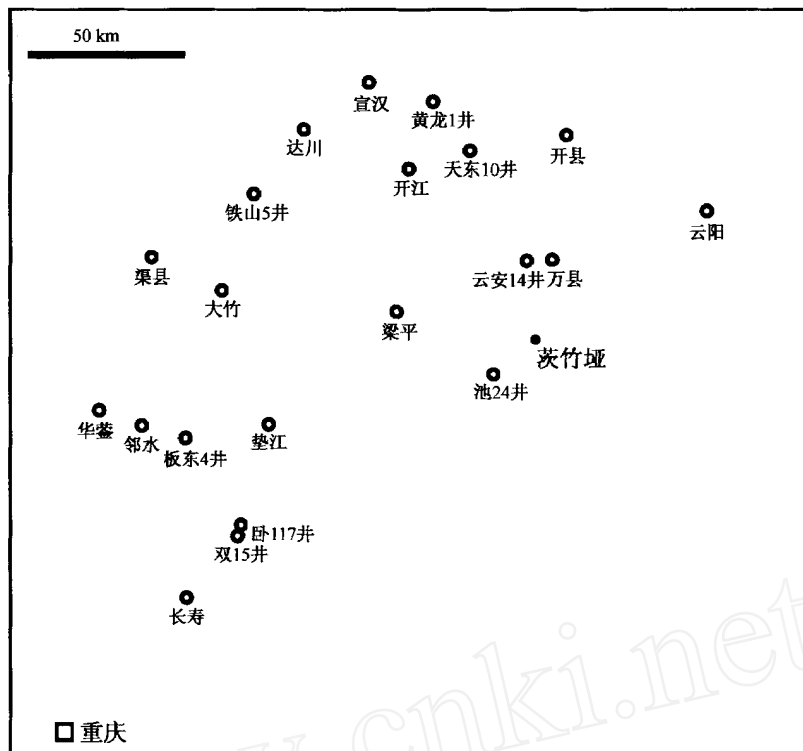 50 km
宣汉
黄龙1井
达川
天东10井
开县
开江
铁山5井
云阳
渠县
云安14井
万县
大竹
梁平
茨竹垭
池24井
华蓥
邻水
板东4井
垫江
卧117井
双15井
长寿
重庆
cnki.net